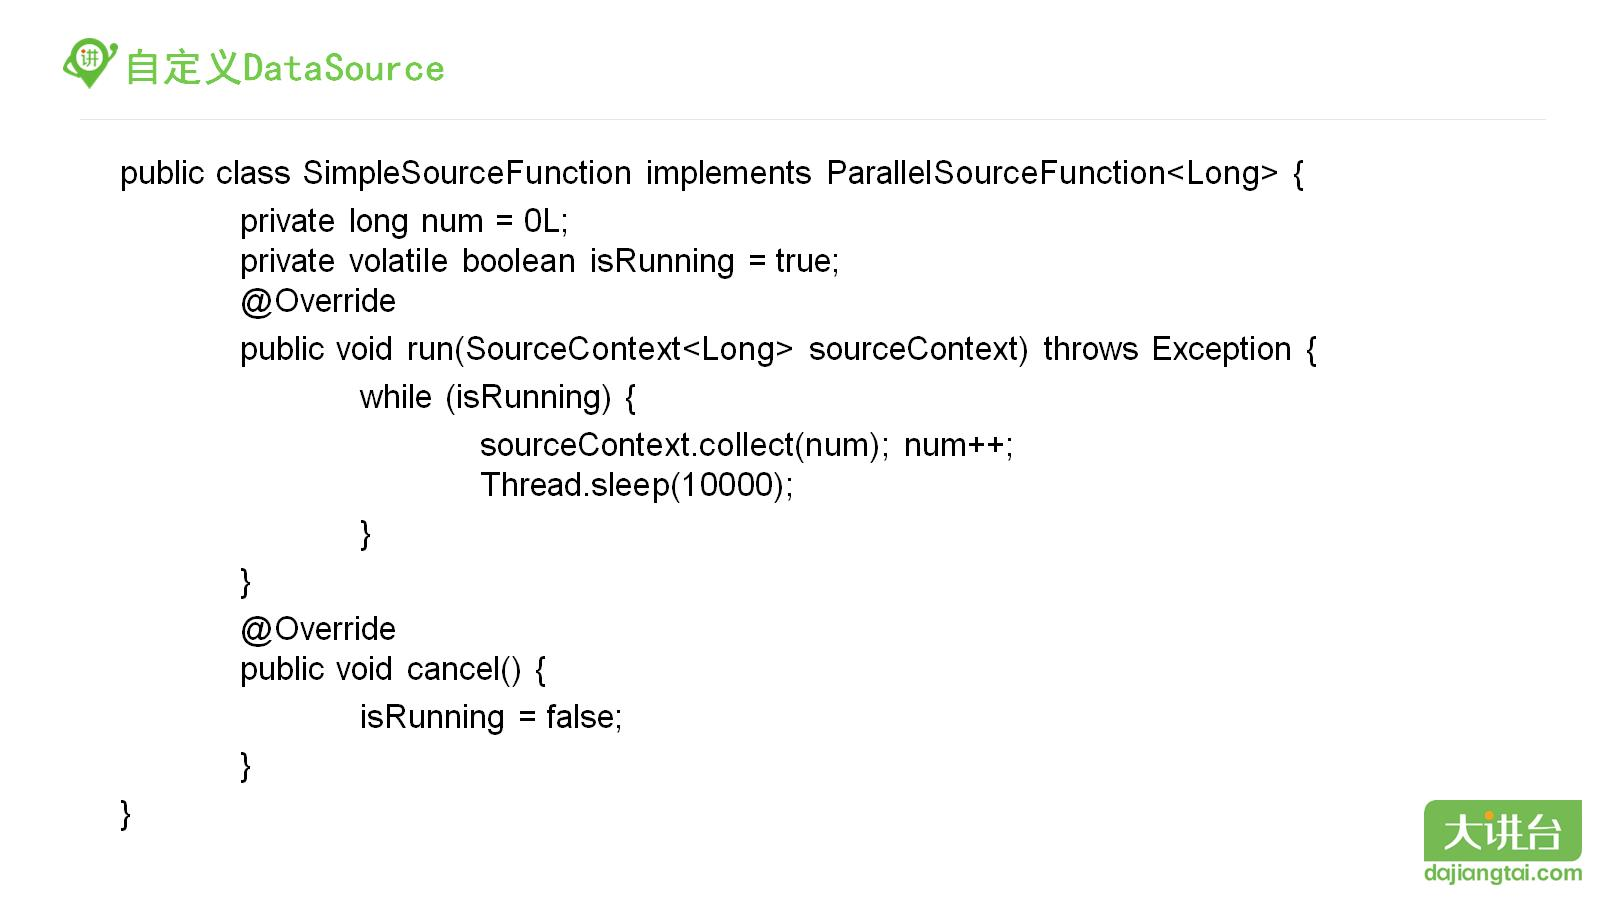 讲
自定义DataSource
public class SimpleSourceFunction implements ParallelSourceFunction<Long> {
private long num = 0L;
private volatile boolean isRunning = true;
@Override
public void run(SourceContext<Long> sourceContext) throws Exception {
while (isRunning) {
sourceContext.collect(num); num++;
Thread.sleep(10000);
}
}
@Override
public void cancel() {
isRunning = false;
}
}
大讲台
dajiangtai.com